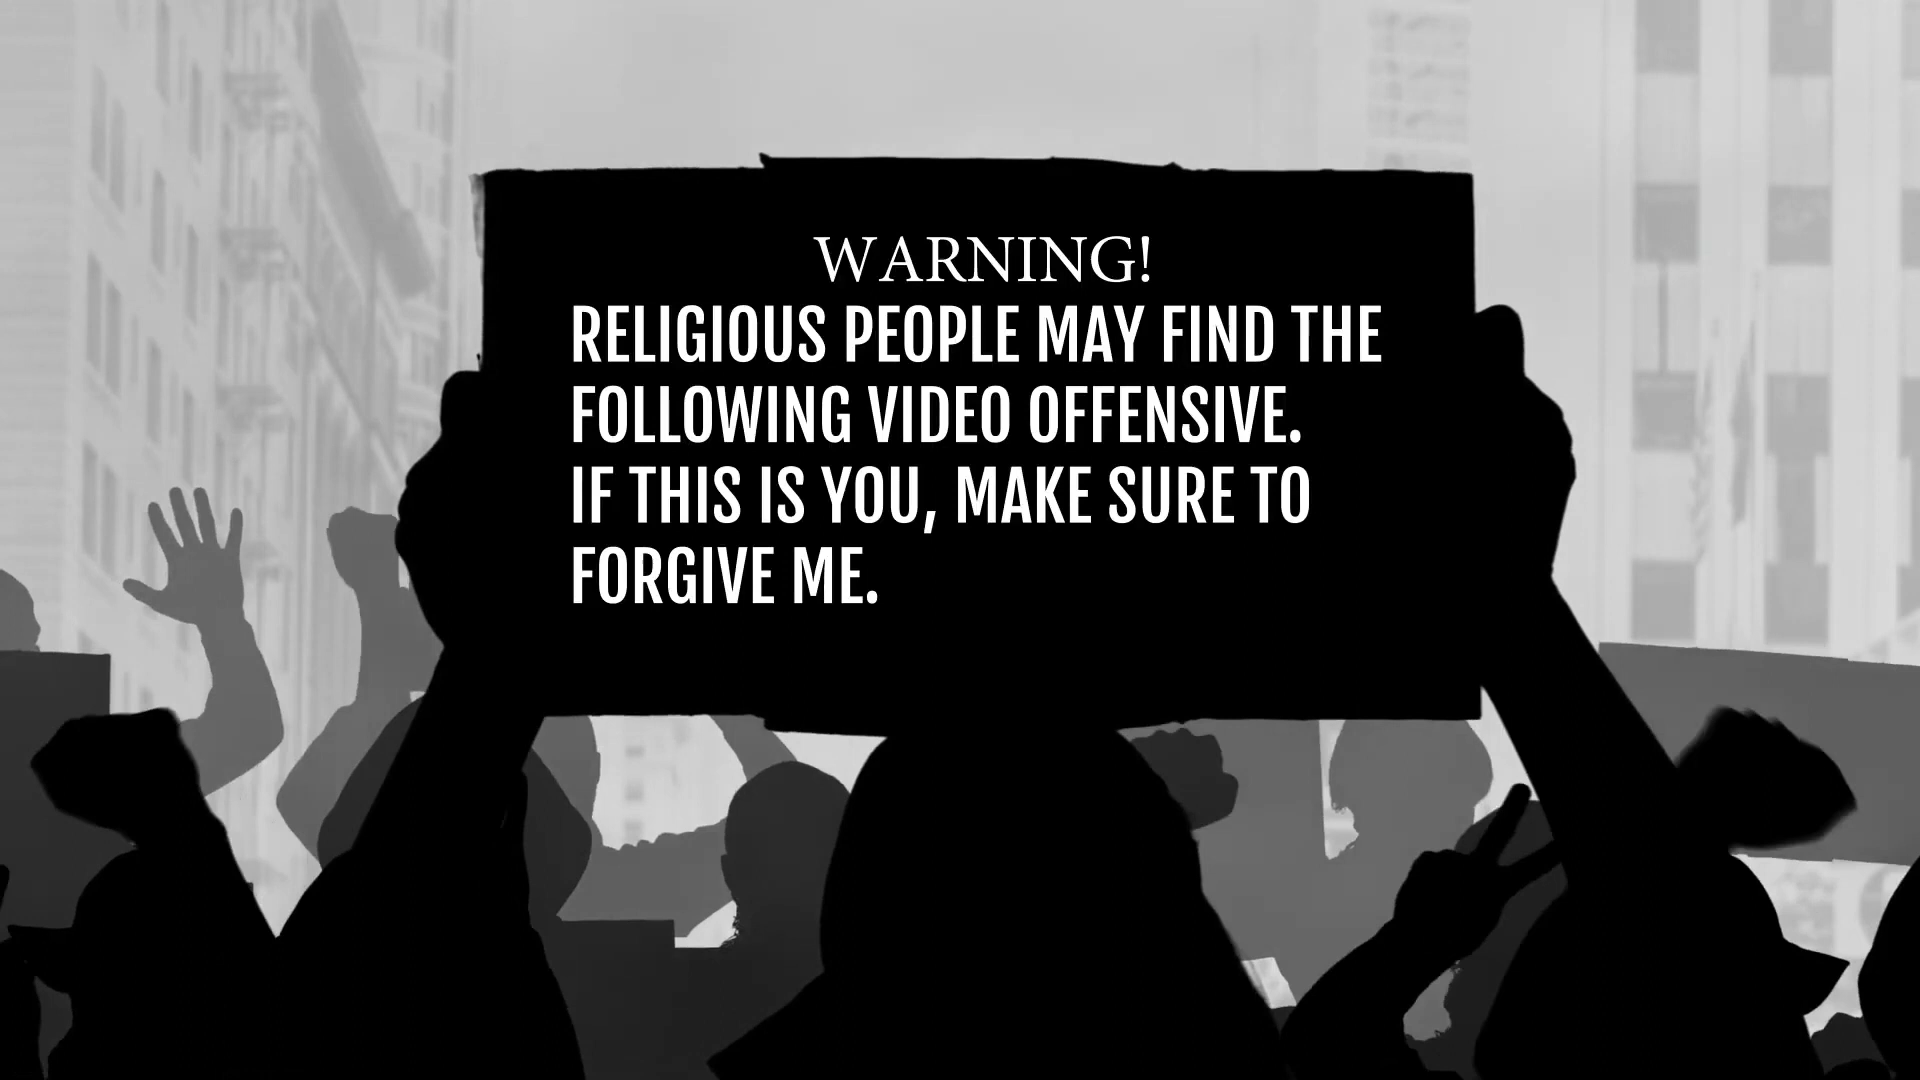 WARNING!
RELIGIOUS PEOPLE MAY FIND THE
FOLLOWING VIDEO OFFENSIVE.
IF THIS IS YOU, MAKE SURE TO
FORGIVE ME.